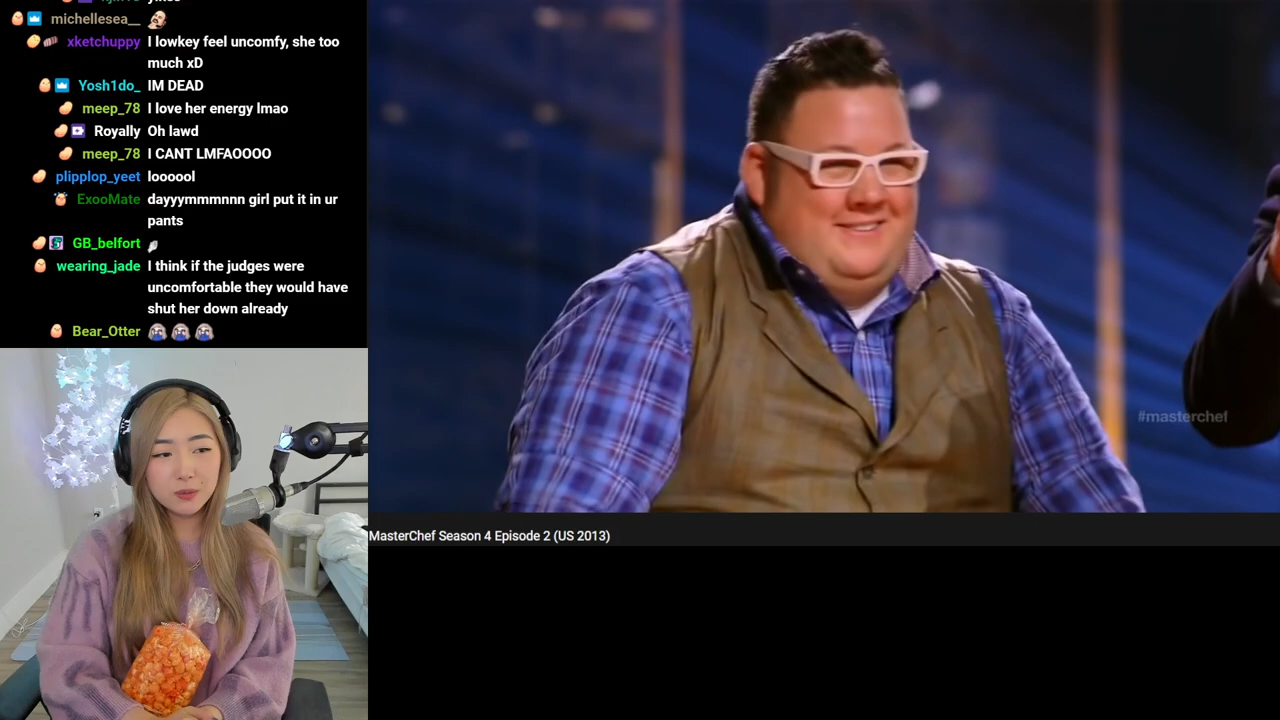 michellesea__
xketchuppy I lowkey feel uncomfy, she too
much xD
Yosh1do_ IM DEAD
meep_78 I love her energy lmao
Royally Oh lawd
meep_78 I CANT LMFAOOOO
plipplop_yeet loooool
ExooMate dayyymmmnnn girl put it in ur
pants
GB_belfort
wearing_jade I think if the judges were
uncomfortable they would have
shut her down already
Bear_Otter
#masterchef
MasterChef Season 4 Episode 2 (US 2013)